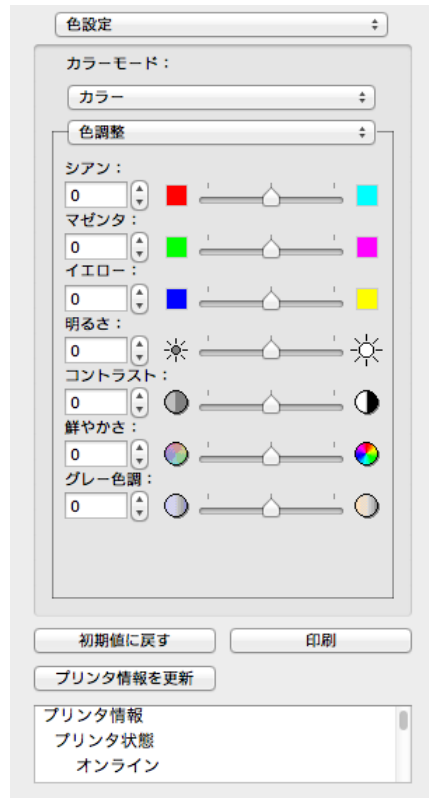 色設定
カラーモード：
カラー
色調整
シアン：
0
マゼンタ：
0
イエロー：
0
明るさ：
0
コントラスト：
0
鮮やかさ：
0
グレー色調：
0
初期値に戻す 印刷
プリンタ情報を更新
プリンタ情報
プリンタ状態
オンライン